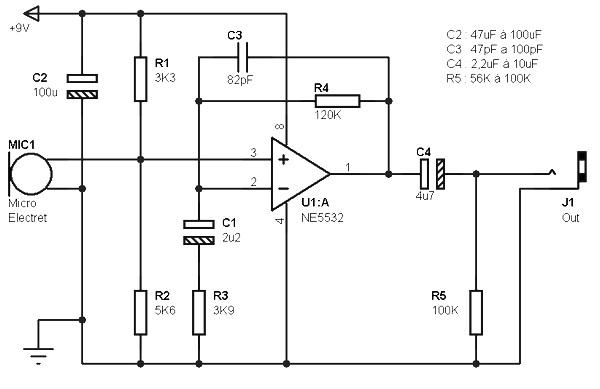 +9V
C2 : 47uF à 100uF
C3 47pF a 100pF
C4 : 2,2uF à 10uF
R5 : 56K à 100K
C3
82pF
R1
3K3
C2
100u
R4
120K
8
MIC1
Micro
Electret
3
+
2
−
1
4
U1:A
NE5532
C4
4u7
J1
Out
C1
2u2
R2
5K6
R3
3K9
R5
100K